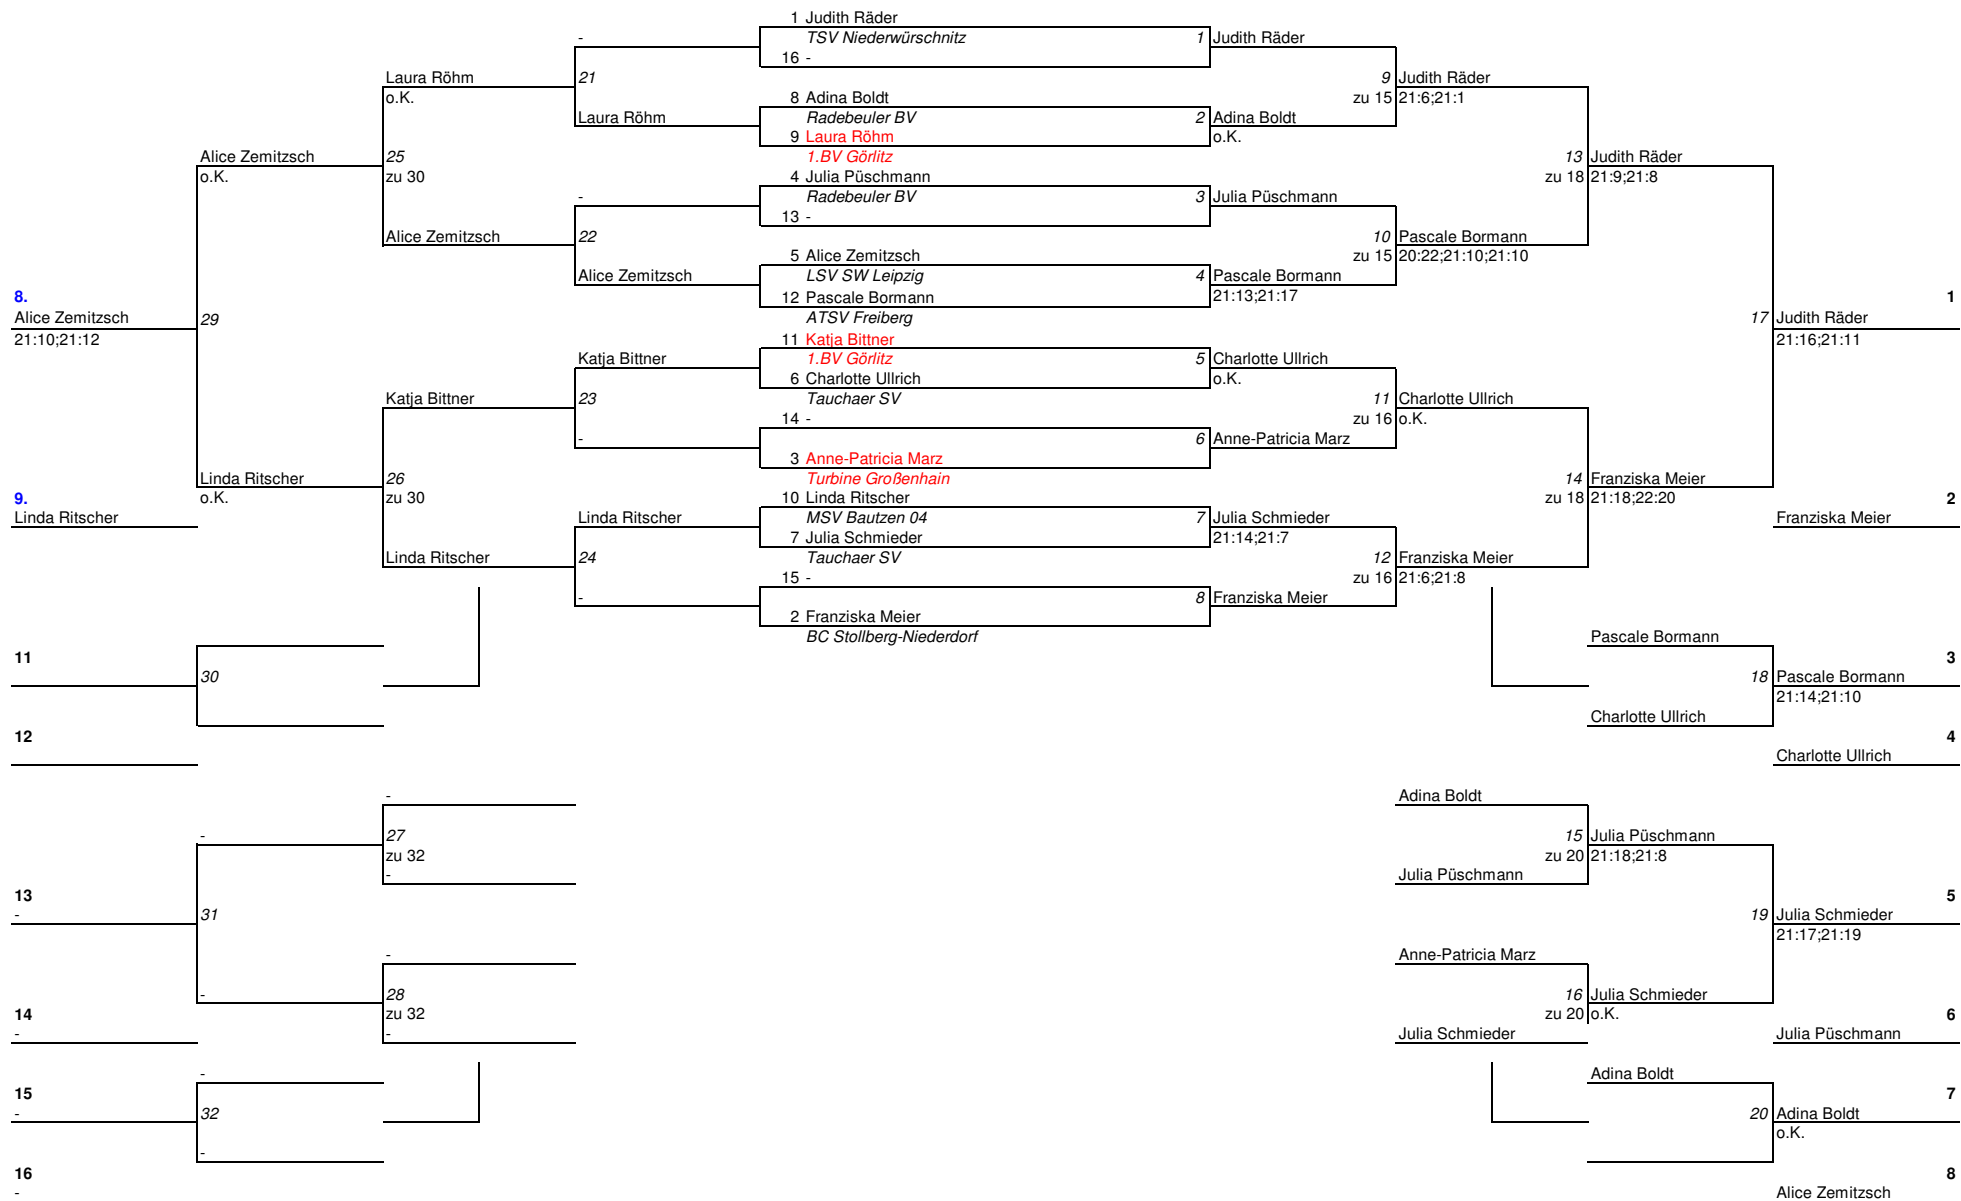 1 Judith Räder
- TSV Niederwürschnitz 1 Judith Räder
16 -
Laura Röhm 21 9 Judith Räder
o.K. 8 Adina Boldt zu 15 21:6;21:1
Laura Röhm Radebeuler BV 2 Adina Boldt
9 Laura Röhm o.K.
Alice Zemitzsch 25 1.BV Görlitz 13 Judith Räder
o.K. zu 30 4 Julia Püschmann zu 18 21:9;21:8
- Radebeuler BV 3 Julia Püschmann
13 -
Alice Zemitzsch 22 10 Pascale Bormann
5 Alice Zemitzsch zu 15 20:22;21:10;21:10
Alice Zemitzsch LSV SW Leipzig 4 Pascale Bormann
8. 12 Pascale Bormann 21:13;21:17 1
Alice Zemitzsch 29 ATSV Freiberg 17 Judith Räder
21:10;21:12 11 Katja Bittner 21:16;21:11
Katja Bittner 1.BV Görlitz 5 Charlotte Ullrich
6 Charlotte Ullrich o.K.
Katja Bittner 23 Tauchaer SV 11 Charlotte Ullrich
14 - zu 16 o.K.
- 6 Anne-Patricia Marz
3 Anne-Patricia Marz
Linda Ritscher 26 Turbine Großenhain 14 Franziska Meier
9. o.K. zu 30 10 Linda Ritscher zu 18 21:18;22:20 2
Linda Ritscher Linda Ritscher MSV Bautzen 04 7 Julia Schmieder Franziska Meier
7 Julia Schmieder 21:14;21:7
Linda Ritscher 24 Tauchaer SV 12 Franziska Meier
15 - zu 16 21:6;21:8
- 8 Franziska Meier
2 Franziska Meier
BC Stollberg-Niederdorf Pascale Bormann
11 3
30 18 Pascale Bormann
21:14;21:10
Charlotte Ullrich
12 4
Charlotte Ullrich
- Adina Boldt
- 27 15 Julia Püschmann
zu 32 zu 20 21:18;21:8
- Julia Püschmann
13 5
- 31 19 Julia Schmieder
21:17;21:19
- Anne-Patricia Marz
- 28 16 Julia Schmieder
14 zu 32 zu 20 o.K. 6
- - Julia Schmieder Julia Püschmann
- Adina Boldt
15 7
- 32 20 Adina Boldt
o.K.
-
16 8
- Alice Zemitzsch